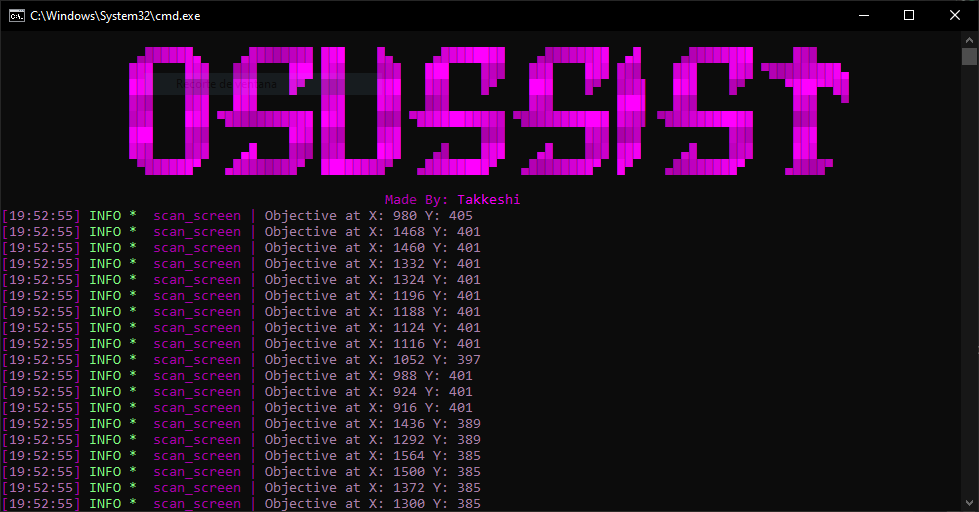 C:\Windows\System32\cmd.exe
OSUSSIST
Recorte de ventana
Made By: Takkeshi
[19:52:55] INFO * scan_screen | Objective at X: 980 Y: 405
[19:52:55] INFO * scan_screen | Objective at X: 1468 Y: 401
[19:52:55] INFO * scan_screen | Objective at X: 1460 Y: 401
[19:52:55] INFO * scan_screen | Objective at X: 1332 Y: 401
[19:52:55] INFO * scan_screen | Objective at X: 1324 Y: 401
[19:52:55] INFO * scan_screen | Objective at X: 1196 Y: 401
[19:52:55] INFO * scan_screen | Objective at X: 1188 Y: 401
[19:52:55] INFO * scan_screen | Objective at X: 1124 Y: 401
[19:52:55] INFO * scan_screen | Objective at X: 1116 Y: 401
[19:52:55] INFO * scan_screen | Objective at X: 1052 Y: 397
[19:52:55] INFO * scan_screen | Objective at X: 988 Y: 401
[19:52:55] INFO * scan_screen | Objective at X: 924 Y: 401
[19:52:55] INFO * scan_screen | Objective at X: 916 Y: 401
[19:52:55] INFO * scan_screen | Objective at X: 1436 Y: 389
[19:52:55] INFO * scan_screen | Objective at X: 1292 Y: 389
[19:52:55] INFO * scan_screen | Objective at X: 1564 Y: 385
[19:52:55] INFO * scan_screen | Objective at X: 1500 Y: 385
[19:52:55] INFO * scan_screen | Objective at X: 1372 Y: 385
[19:52:55] INFO * scan_screen | Objective at X: 1300 Y: 385